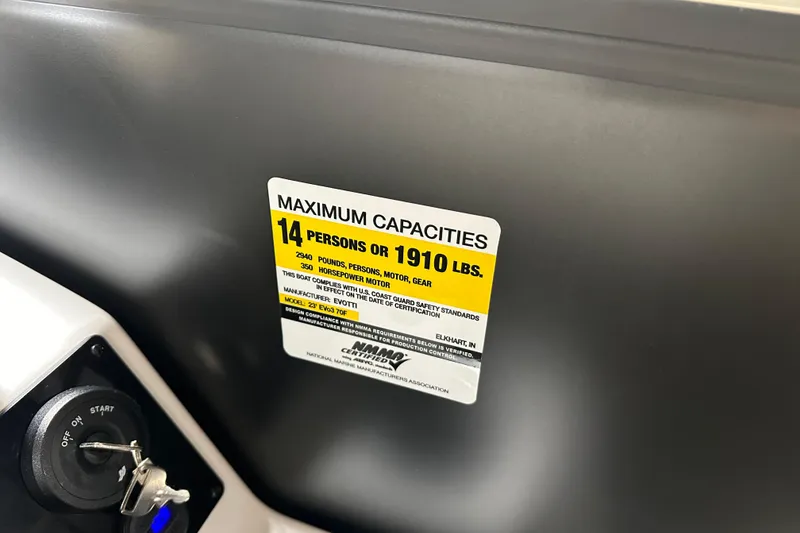 MAXIMUM CAPACITIES
14 PERSONS OR 1910 LBS.
2940 POUNDS, PERSONS, MOTOR, GEAR
350 HORSEPOWER MOTOR
THIS BOAT COMPLIES WITH U.S. COAST GUARD SAFETY STANDARDS
IN EFFECT ON THE DATE OF CERTIFICATION
MANUFACTURER: EVOTTI
ELKHART, IN
MODEL: 23' EVo3 70F
DESIGN COMPLIANCE WITH NMMA REQUIREMENTS BELOW IS VERIFIED.
MANUFACTURER RESPONSIBLE FOR PRODUCTION CONTROL.
NMMA
CERTIFIED
NATIONAL MARINE MANUFACTURERS ASSOCIATION
OFF ON START